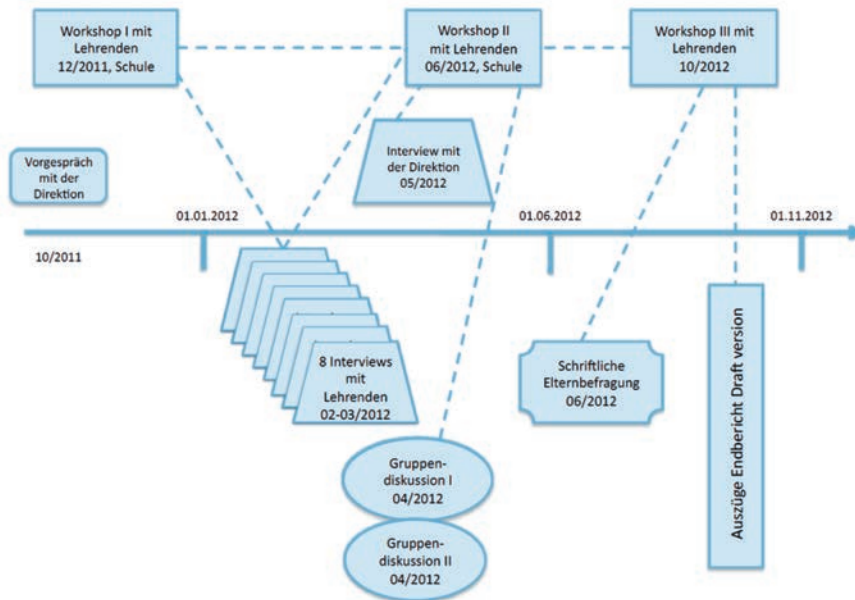 Workshop I mit
Lehrenden
12/2011, Schule
Workshop II
mit Lehrenden
06/2012, Schule
Workshop III mit
Lehrenden
10/2012
Vorgespräch
mit der
Direktion
Interview mit
der Direktion
05/2012
01.01.2012
01.06.2012
01.11.2012
10/2011
8 Interviews
mit
Lehrenden
02-03/2012
Schriftliche
Elternbefragung
06/2012
Auszüge Endbericht Draft version
Gruppen-
diskussion I
04/2012
Gruppen-
diskussion II
04/2012